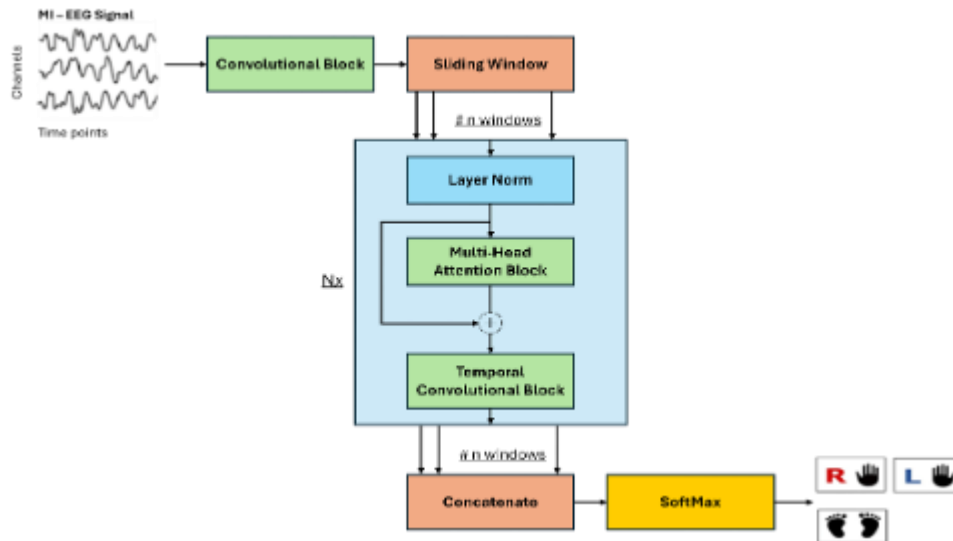 MI – EEG Signal
Channels
Time points
Convolutional Block
Sliding Window
# n windows
Layer Norm
Multi-Head
Attention Block
Nx
Temporal
Convolutional Block
# n windows
Concatenate
SoftMax
R
L